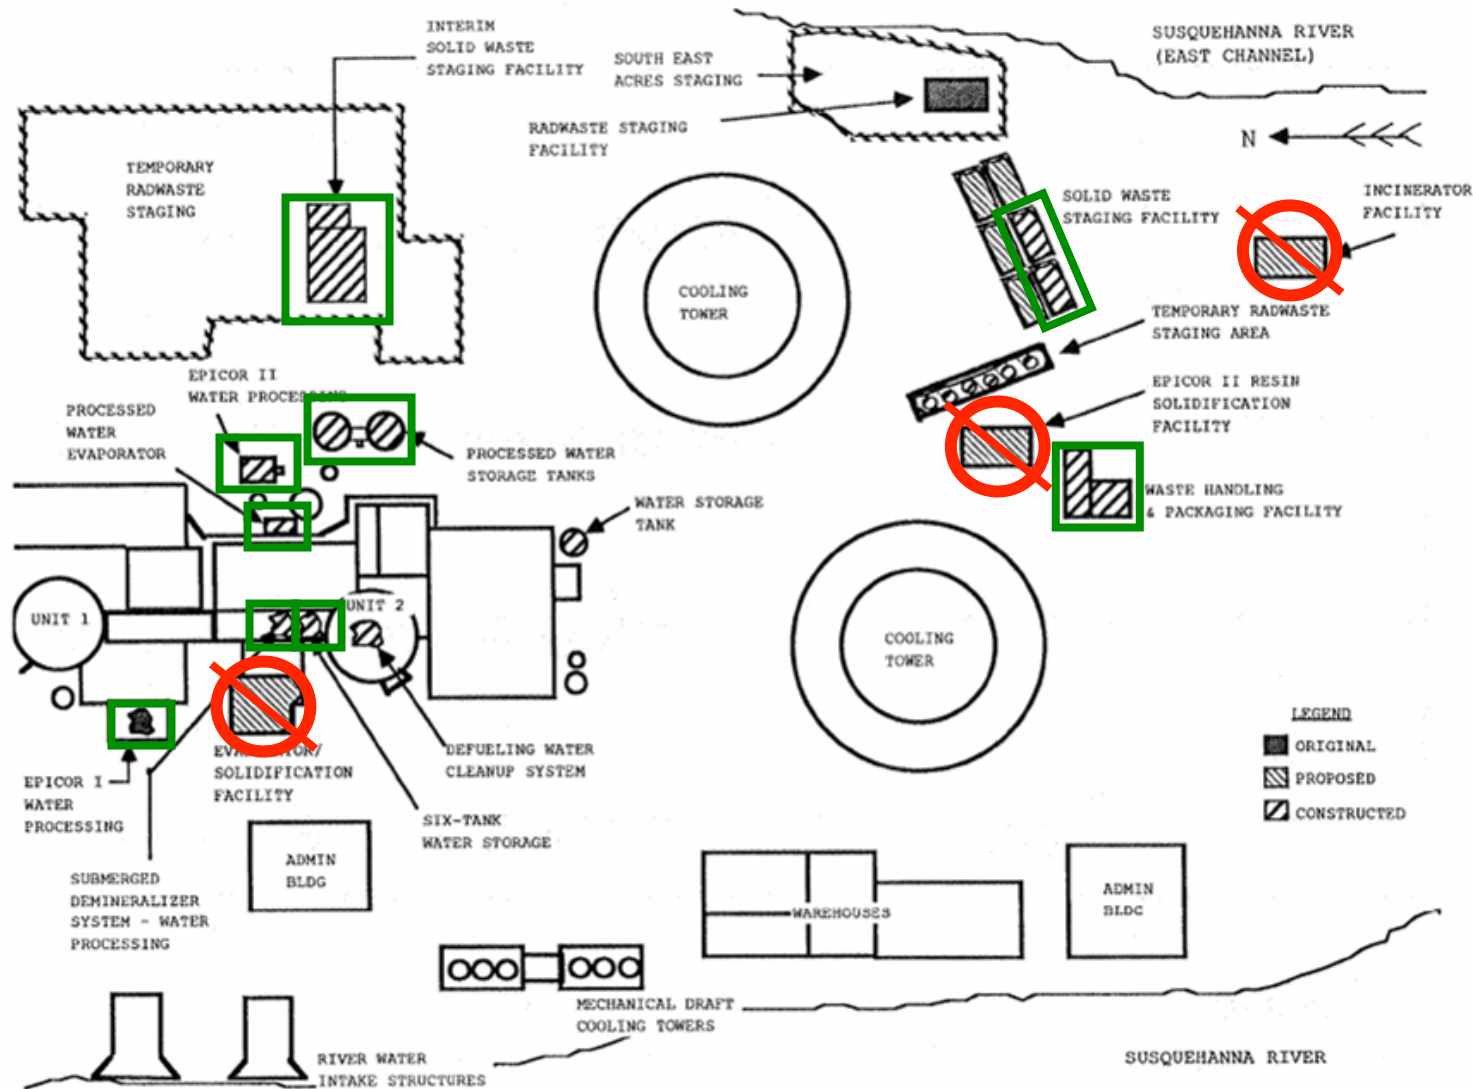 INTERIM
SOLID WASTE
STAGING FACILITY
SOUTH EAST
ACRES STAGING
SUSQUEHANNA RIVER
(EAST CHANNEL)
RADWASTE STAGING
FACILITY
N
TEMPORARY
RADWASTE
STAGING
SOLID WASTE
STAGING FACILITY
INCINERATOR
FACILITY
COOLING
TOWER
TEMPORARY RADWASTE
STAGING AREA
EPICOR II
WATER PROCESSING
EPICOR II RESIN
SOLIDIFICATION
FACILITY
PROCESSED
WATER
EVAPORATOR
PROCESSED WATER
STORAGE TANKS
WASTE HANDLING
& PACKAGING FACILITY
WATER STORAGE
TANK
UNIT 1
UNIT 2
COOLING
TOWER
LEGEND
ORIGINAL
PROPOSED
CONSTRUCTED
EVAPORATOR/
SOLIDIFICATION
FACILITY
DEFUELING WATER
CLEANUP SYSTEM
EPICOR I
WATER
PROCESSING
SIX-TANK
WATER STORAGE
ADMIN
BLDG
SUBMERGED
DEMINERALIZER
SYSTEM - WATER
PROCESSING
WAREHOUSES
ADMIN
BLDG
MECHANICAL DRAFT
COOLING TOWERS
RIVER WATER
INTAKE STRUCTURES
SUSQUEHANNA RIVER